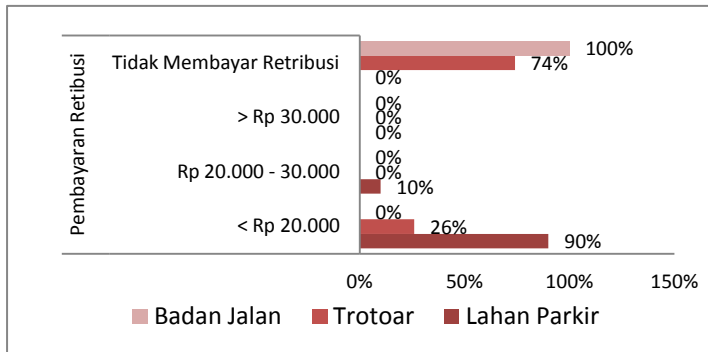 Pembayaran Retibusi
Tidak Membayar Retribusi
100%
74%
0%
> Rp 30.000
0%
0%
0%
Rp 20.000 - 30.000
0%
0%
10%
< Rp 20.000
0%
26%
90%
0% 50% 100% 150%
Badan Jalan Trotoar Lahan Parkir